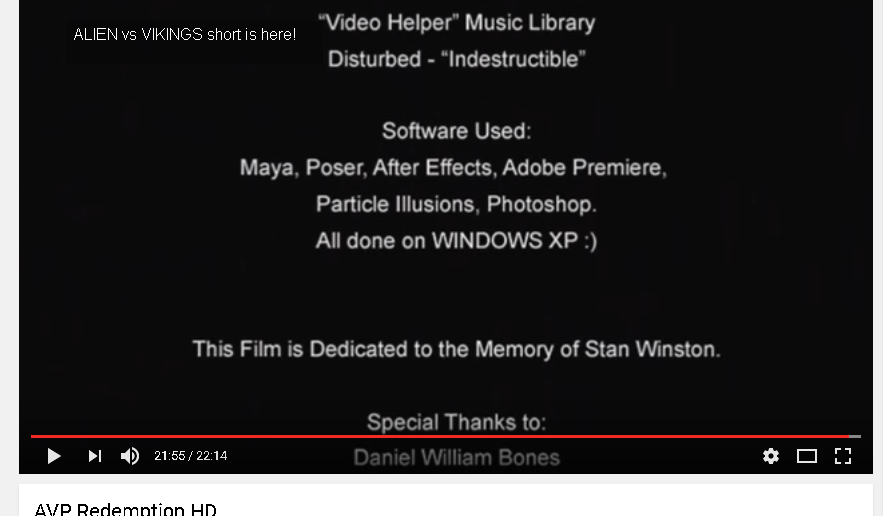 ALIEN vs VIKINGS short is here!
"Video Helper" Music Library
Disturbed - "Indestructible"
Software Used:
Maya, Poser, After Effects, Adobe Premiere,
Particle Illusions, Photoshop.
All done on WINDOWS XP :)
This Film is Dedicated to the Memory of Stan Winston.
Special Thanks to:
Daniel William Bones
21:55 / 22:14
AVP Redemption HD